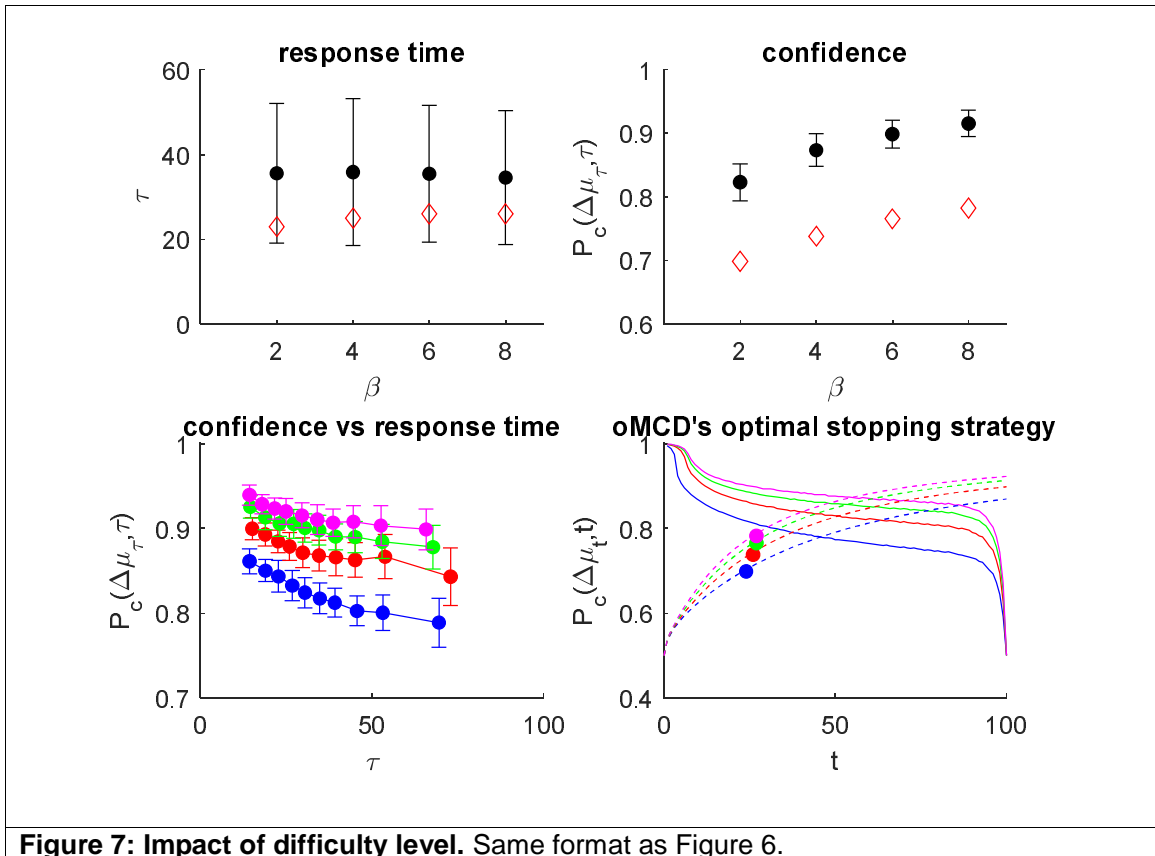 response time
60
40
20
0
τ
2 4 6 8
β
confidence
1
0.9
0.8
0.7
0.6
P_c(Δμ_τ,τ)
2 4 6 8
β
confidence vs response time
1
0.9
0.8
0.7
P_c(Δμ_τ,τ)
0 50 100
τ
oMCD's optimal stopping strategy
1
0.8
0.6
0.4
P_c(Δμ_t,t)
0 100
t
Figure 7: Impact of difficulty level. Same format as Figure 6.